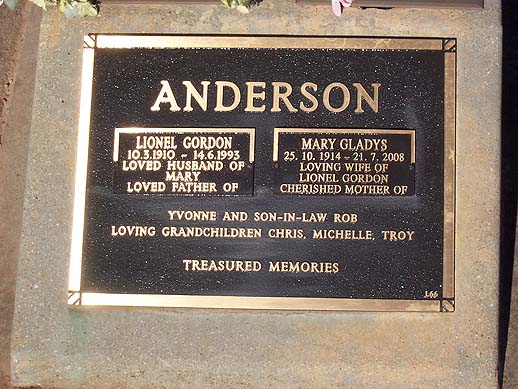 ANDERSON
LIONEL GORDON
10.3.1910 - 14.6.1993
LOVED HUSBAND OF
MARY
LOVED FATHER OF
MARY GLADYS
25. 10. 1914 - 21. 7. 2008
LOVING WIFE OF
LIONEL GORDON
CHERISHED MOTHER OF
YVONNE AND SON-IN-LAW ROB
LOVING GRANDCHILDREN CHRIS, MICHELLE, TROY
TREASURED MEMORIES
L66